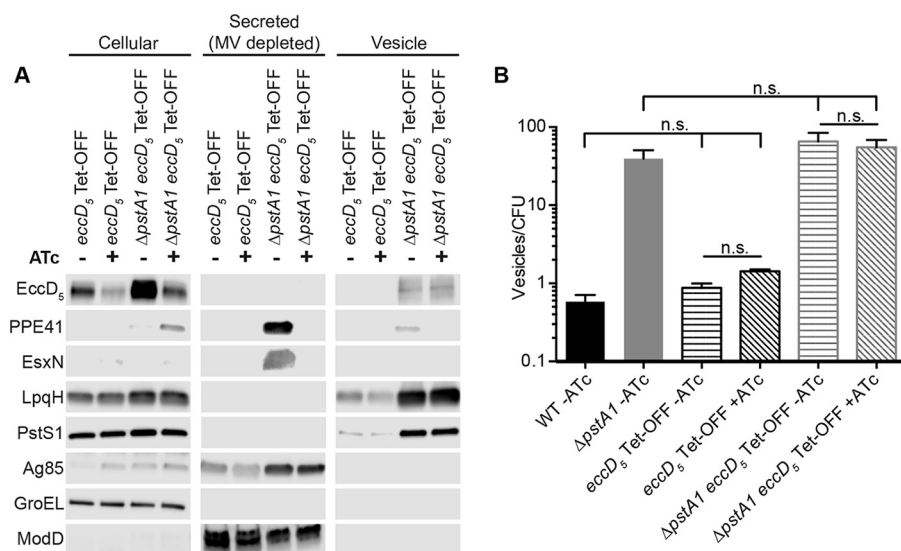 Cellular
Secreted
(MV depleted)
Vesicle
A
eccD5 Tet-OFF
eccD5 Tet-OFF
ΔpstA1 eccD5 Tet-OFF
ΔpstA1 eccD5 Tet-OFF
eccD5 Tet-OFF
eccD5 Tet-OFF
ΔpstA1 eccD5 Tet-OFF
ΔpstA1 eccD5 Tet-OFF
eccD5 Tet-OFF
eccD5 Tet-OFF
ΔpstA1 eccD5 Tet-OFF
ΔpstA1 eccD5 Tet-OFF
ATc - + - + - + - + - + - +
EccD5
PPE41
EsxN
LpqH
PstS1
Ag85
GroEL
ModD
B
n.s.
n.s.
n.s.
n.s.
Vesicles/CFU
100
10
1
0.1
WT -ATc
ΔpstA1 -ATc
eccD5 Tet-OFF -ATc
eccD5 Tet-OFF +ATc
ΔpstA1 eccD5 Tet-OFF -ATc
ΔpstA1 eccD5 Tet-OFF +ATc